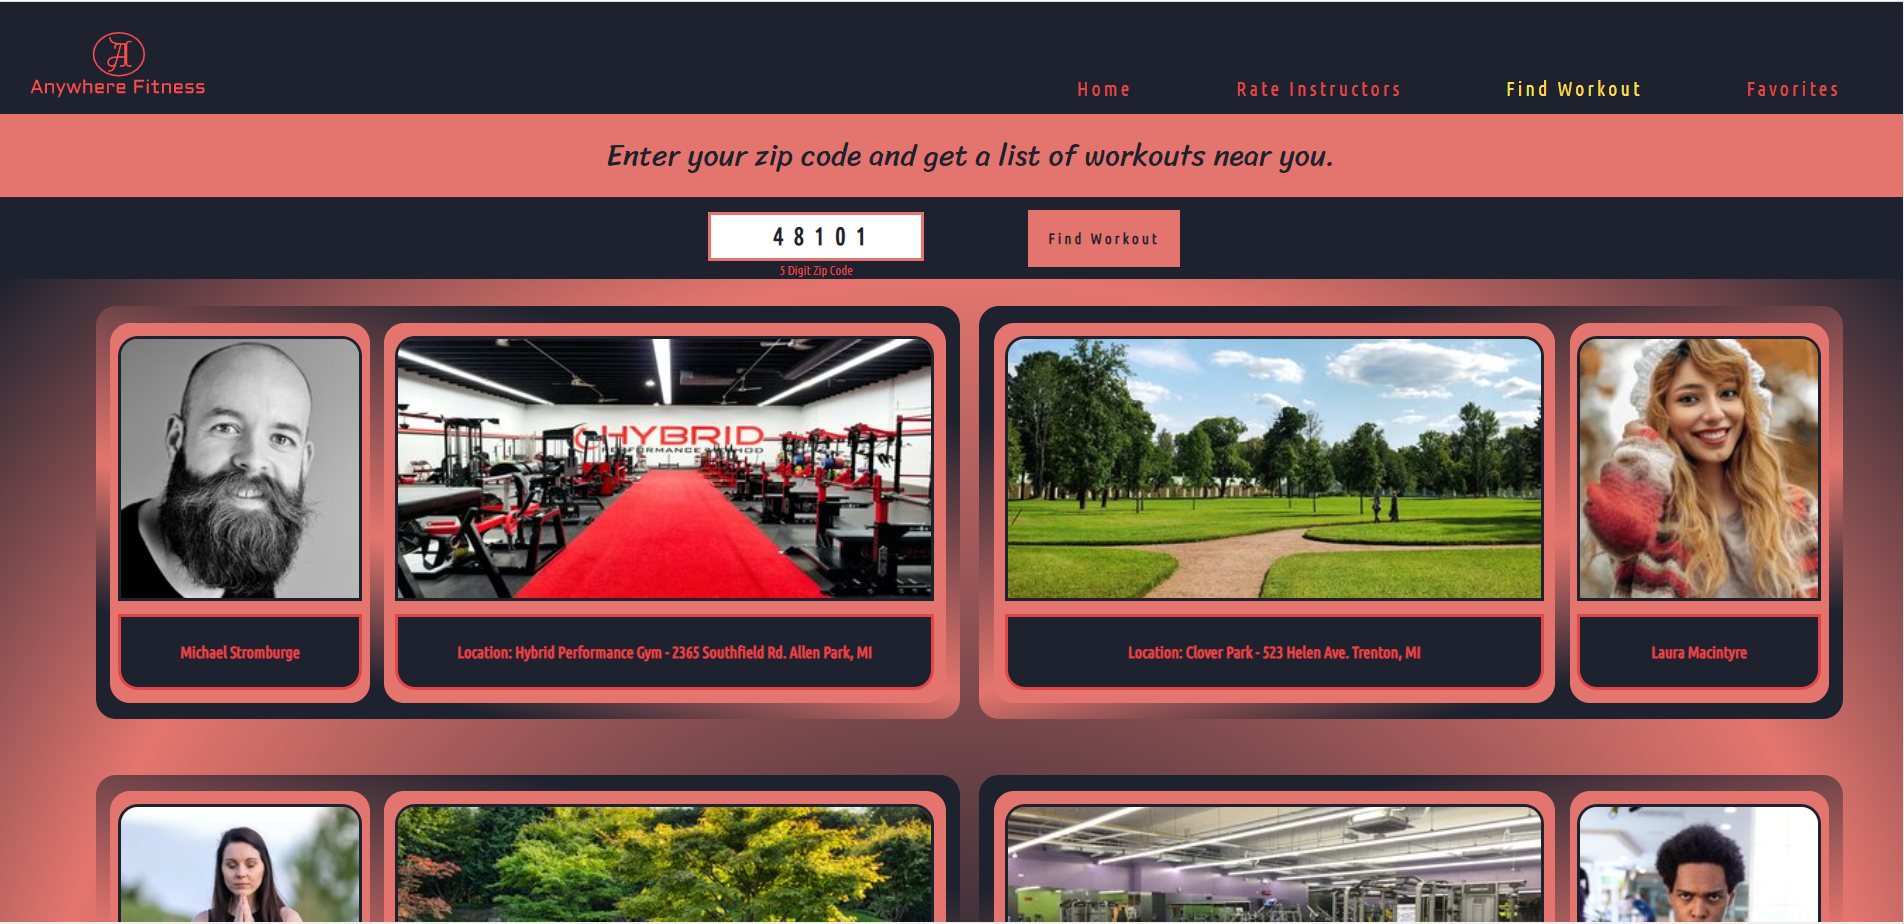 A
Anywhere Fitness
Home Rate Instructors Find Workout Favorites
Enter your zip code and get a list of workouts near you.
48101 Find Workout
5 Digit Zip Code
HYBRID
PERFORMANCE METHOD
Michael Stromburge Location: Hybrid Performance Gym - 2365 Southfield Rd. Allen Park, MI Location: Clover Park - 523 Helen Ave. Trenton, MI Laura Macintyre